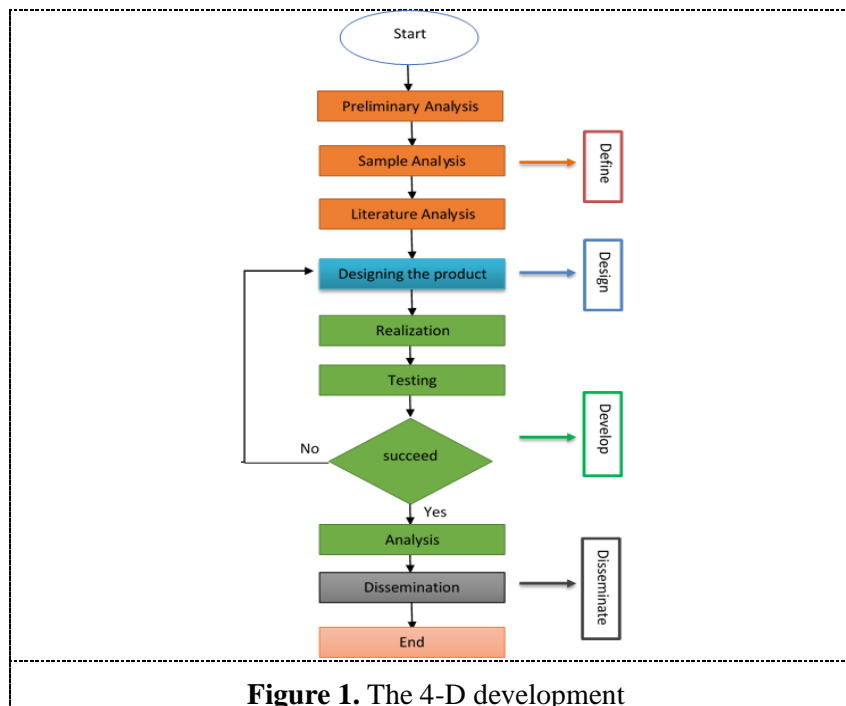 Start
Preliminary Analysis
Sample Analysis
Define
Literature Analysis
Designing the product
Design
Realization
Testing
No
succeed
Develop
Yes
Analysis
Dissemination
Disseminate
End
Figure 1. The 4-D development